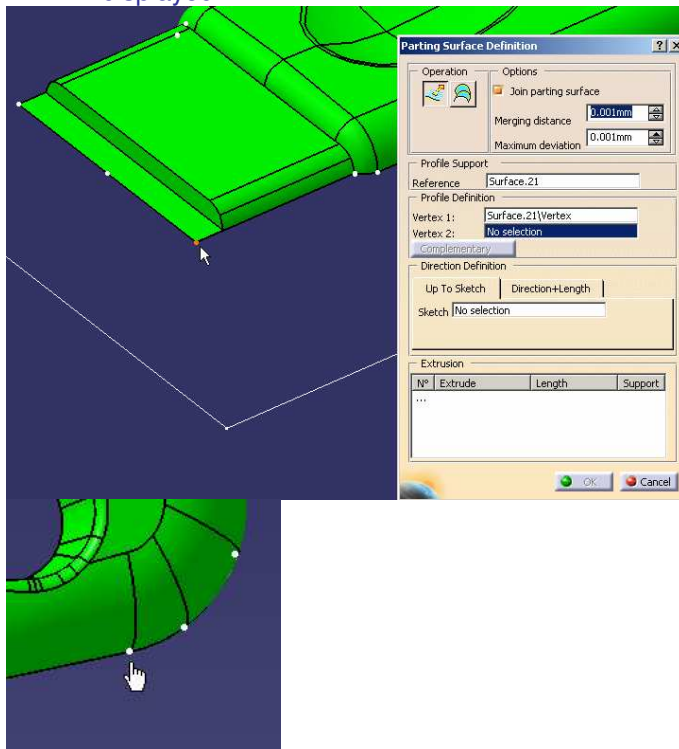 Parting Surface Definition
Operation
Options
Join parting surface
Merging distance 0.001mm
Maximum deviation 0.001mm
Profile Support
Reference Surface.21
Profile Definition
Vertex 1: Surface.21\Vertex
Vertex 2: No selection
Complementary
Direction Definition
Up To Sketch Direction+Length
Sketch No selection
Extrusion
N° Extrude Length Support
...
OK Cancel